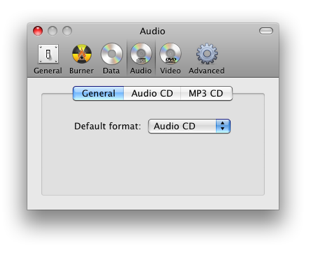 Audio
General Burner Data Audio Video Advanced
General Audio CD MP3 CD
Default format: Audio CD